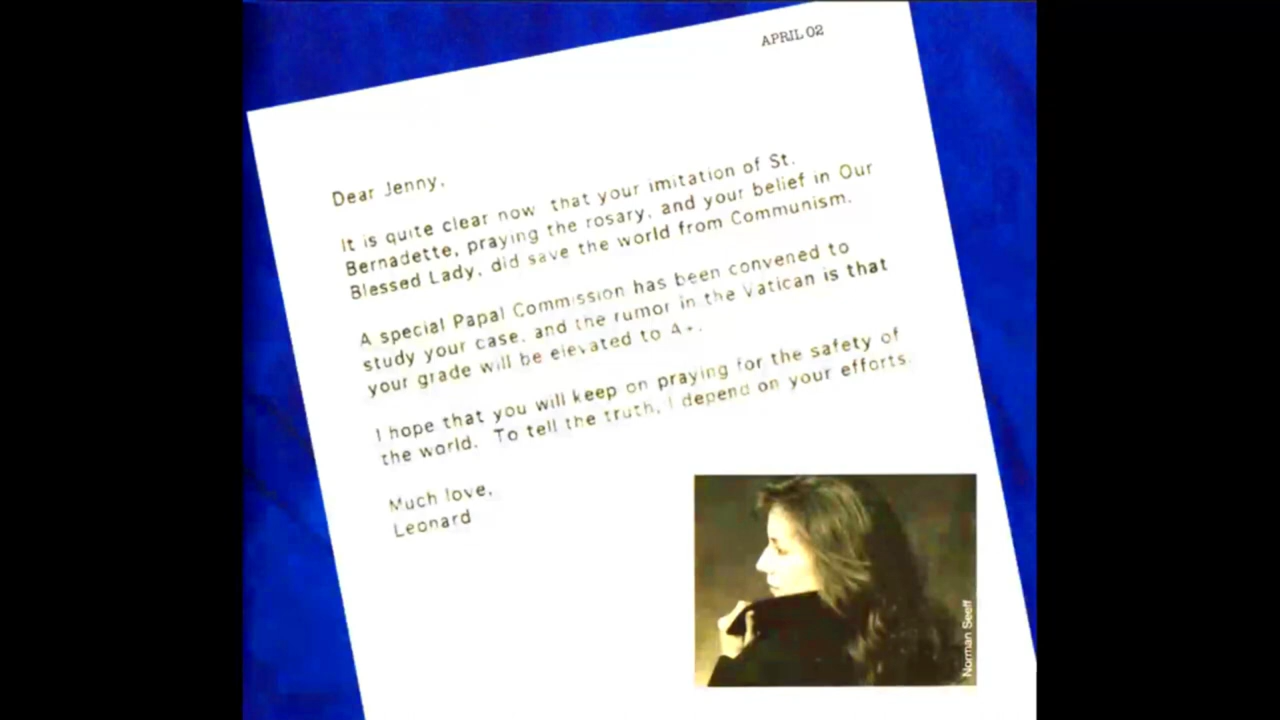 APRIL 02
Dear Jenny,
It is quite clear now that your imitation of St.
Bernadette, praying the rosary, and your belief in Our
Blessed Lady, did save the world from Communism.
A special Papal Commission has been convened to
study your case, and the rumor in the Vatican is that
your grade will be elevated to A+.
I hope that you will keep on praying for the safety of
the world. To tell the truth, I depend on your efforts.
Much love,
Leonard
Norman Seeff